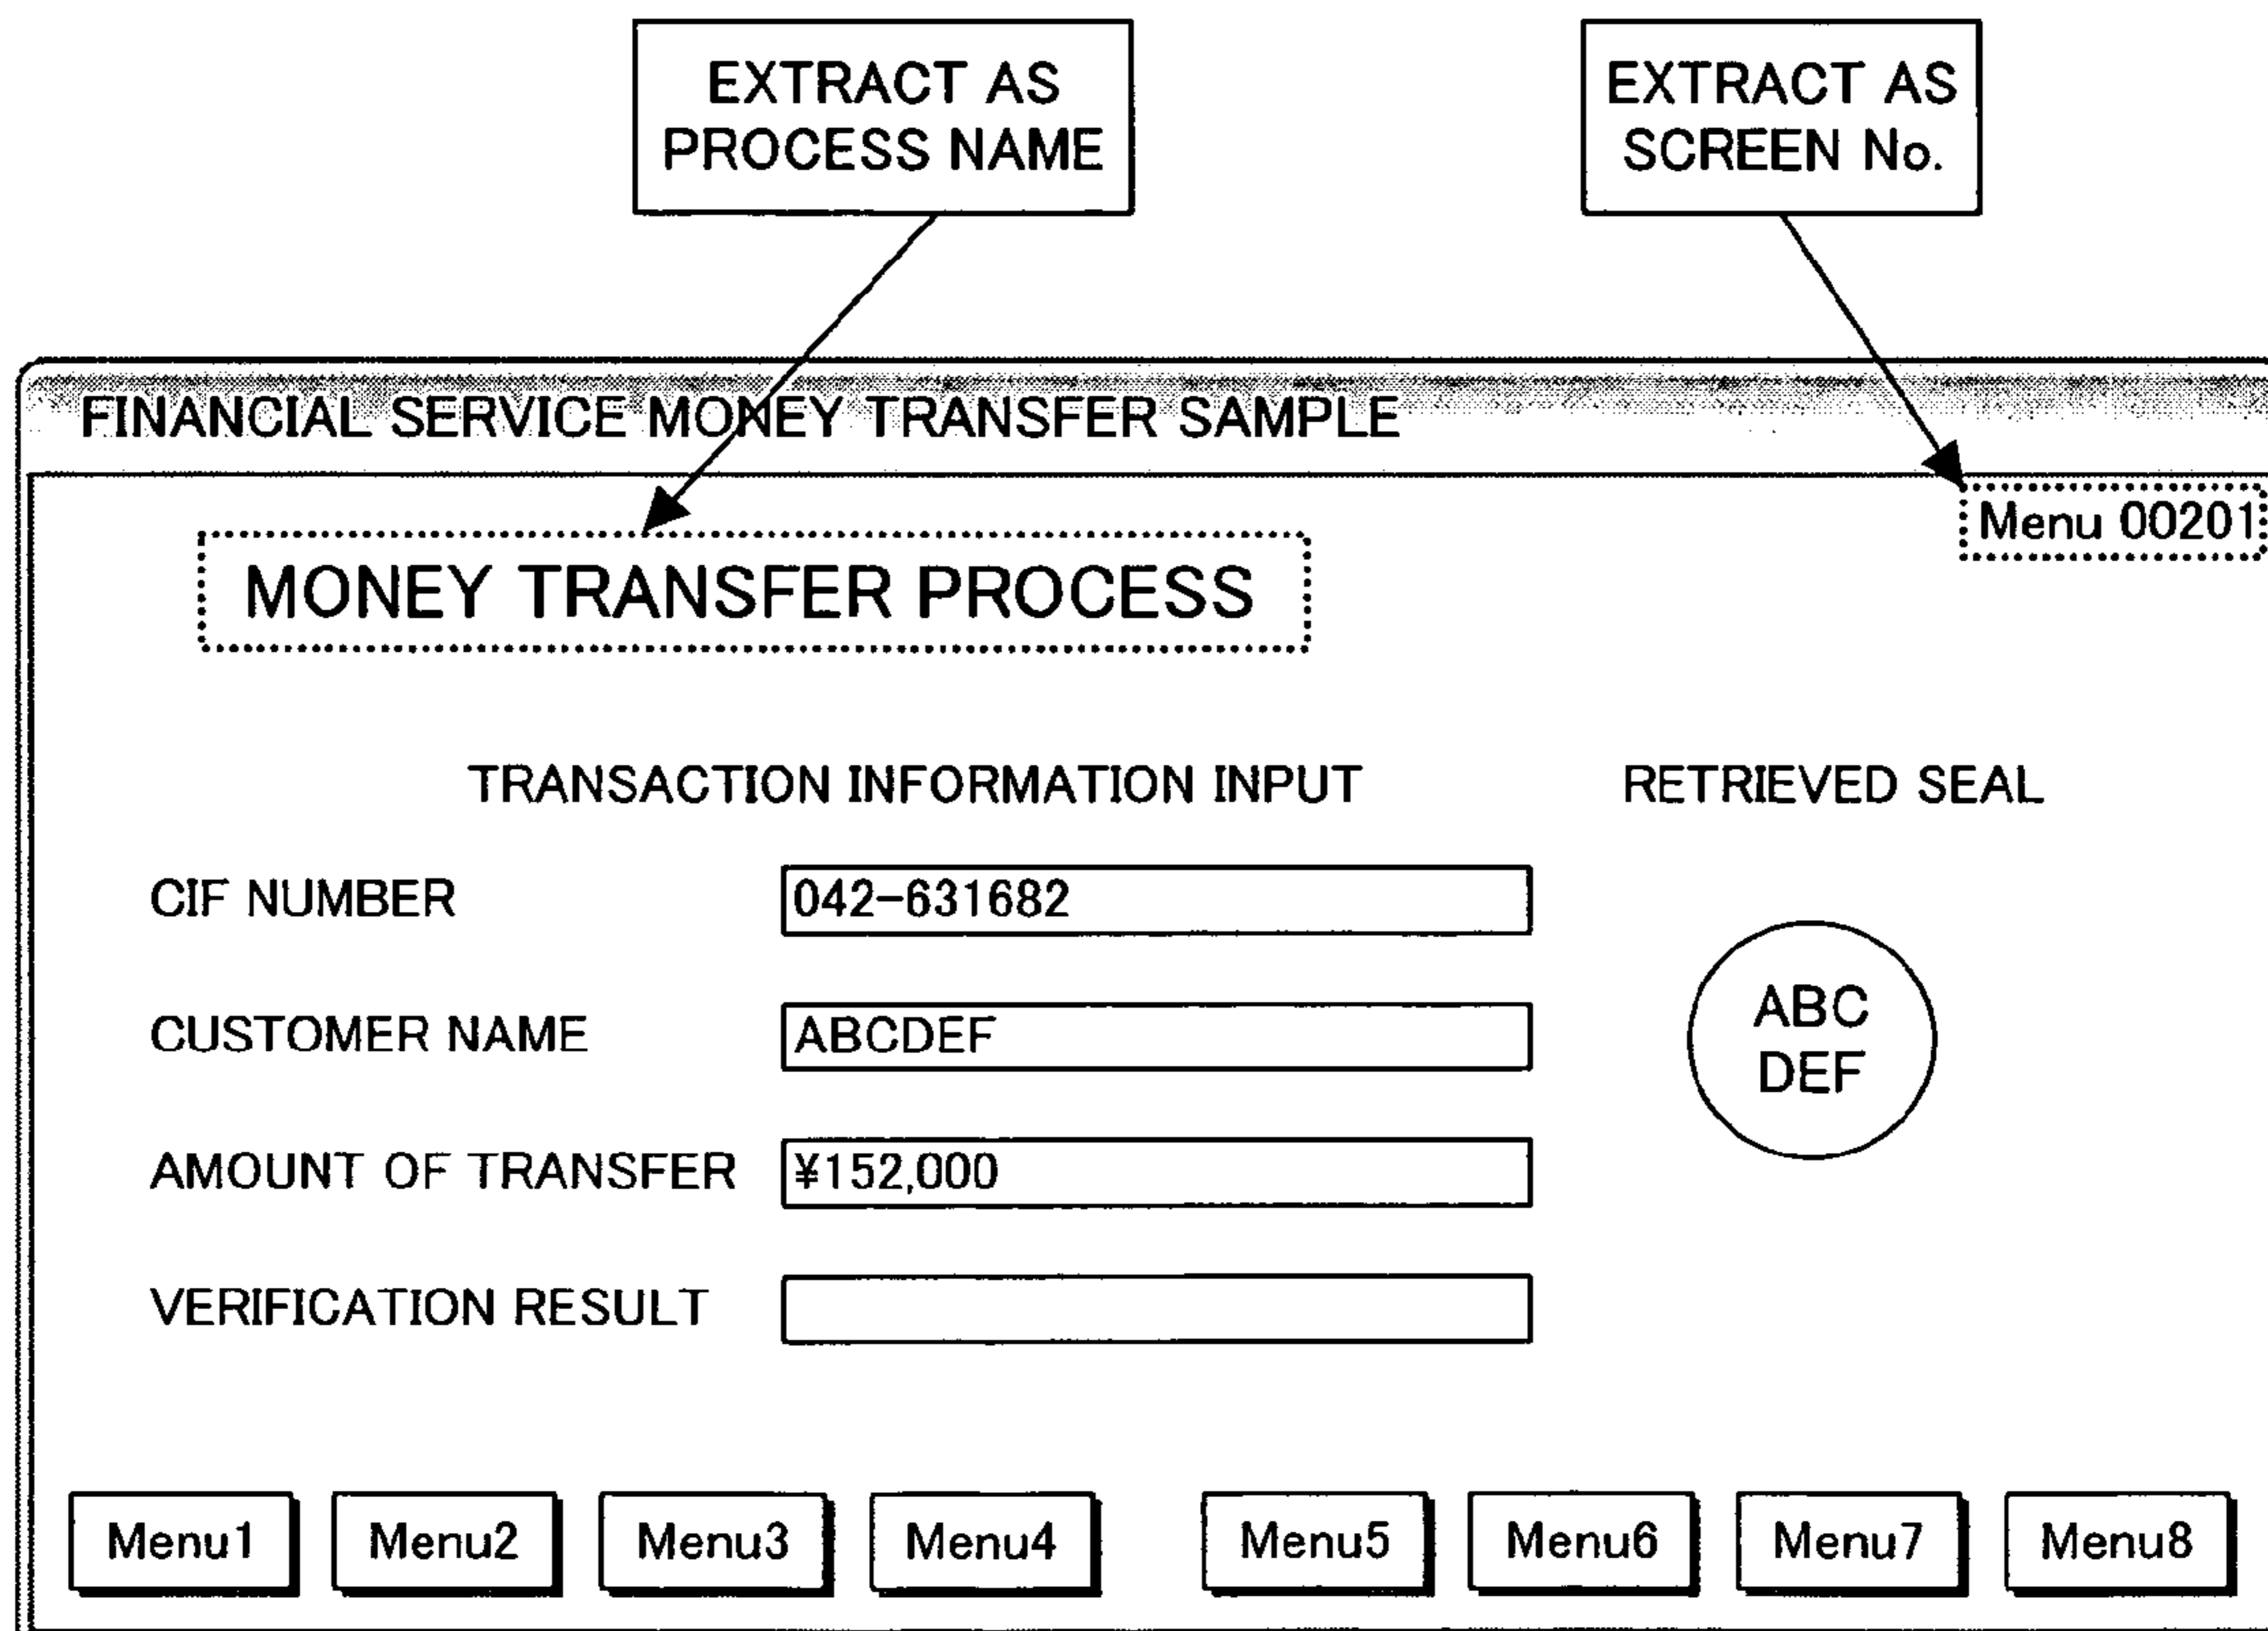 EXTRACT AS
PROCESS NAME
EXTRACT AS
SCREEN No.
FINANCIAL SERVICE MONEY TRANSFER SAMPLE
Menu 00201
MONEY TRANSFER PROCESS
TRANSACTION INFORMATION INPUT
RETRIEVED SEAL
CIF NUMBER
042-631682
CUSTOMER NAME
ABCDEF
ABC
DEF
AMOUNT OF TRANSFER
¥152,000
VERIFICATION RESULT
Menu1
Menu2
Menu3
Menu4
Menu5
Menu6
Menu7
Menu8